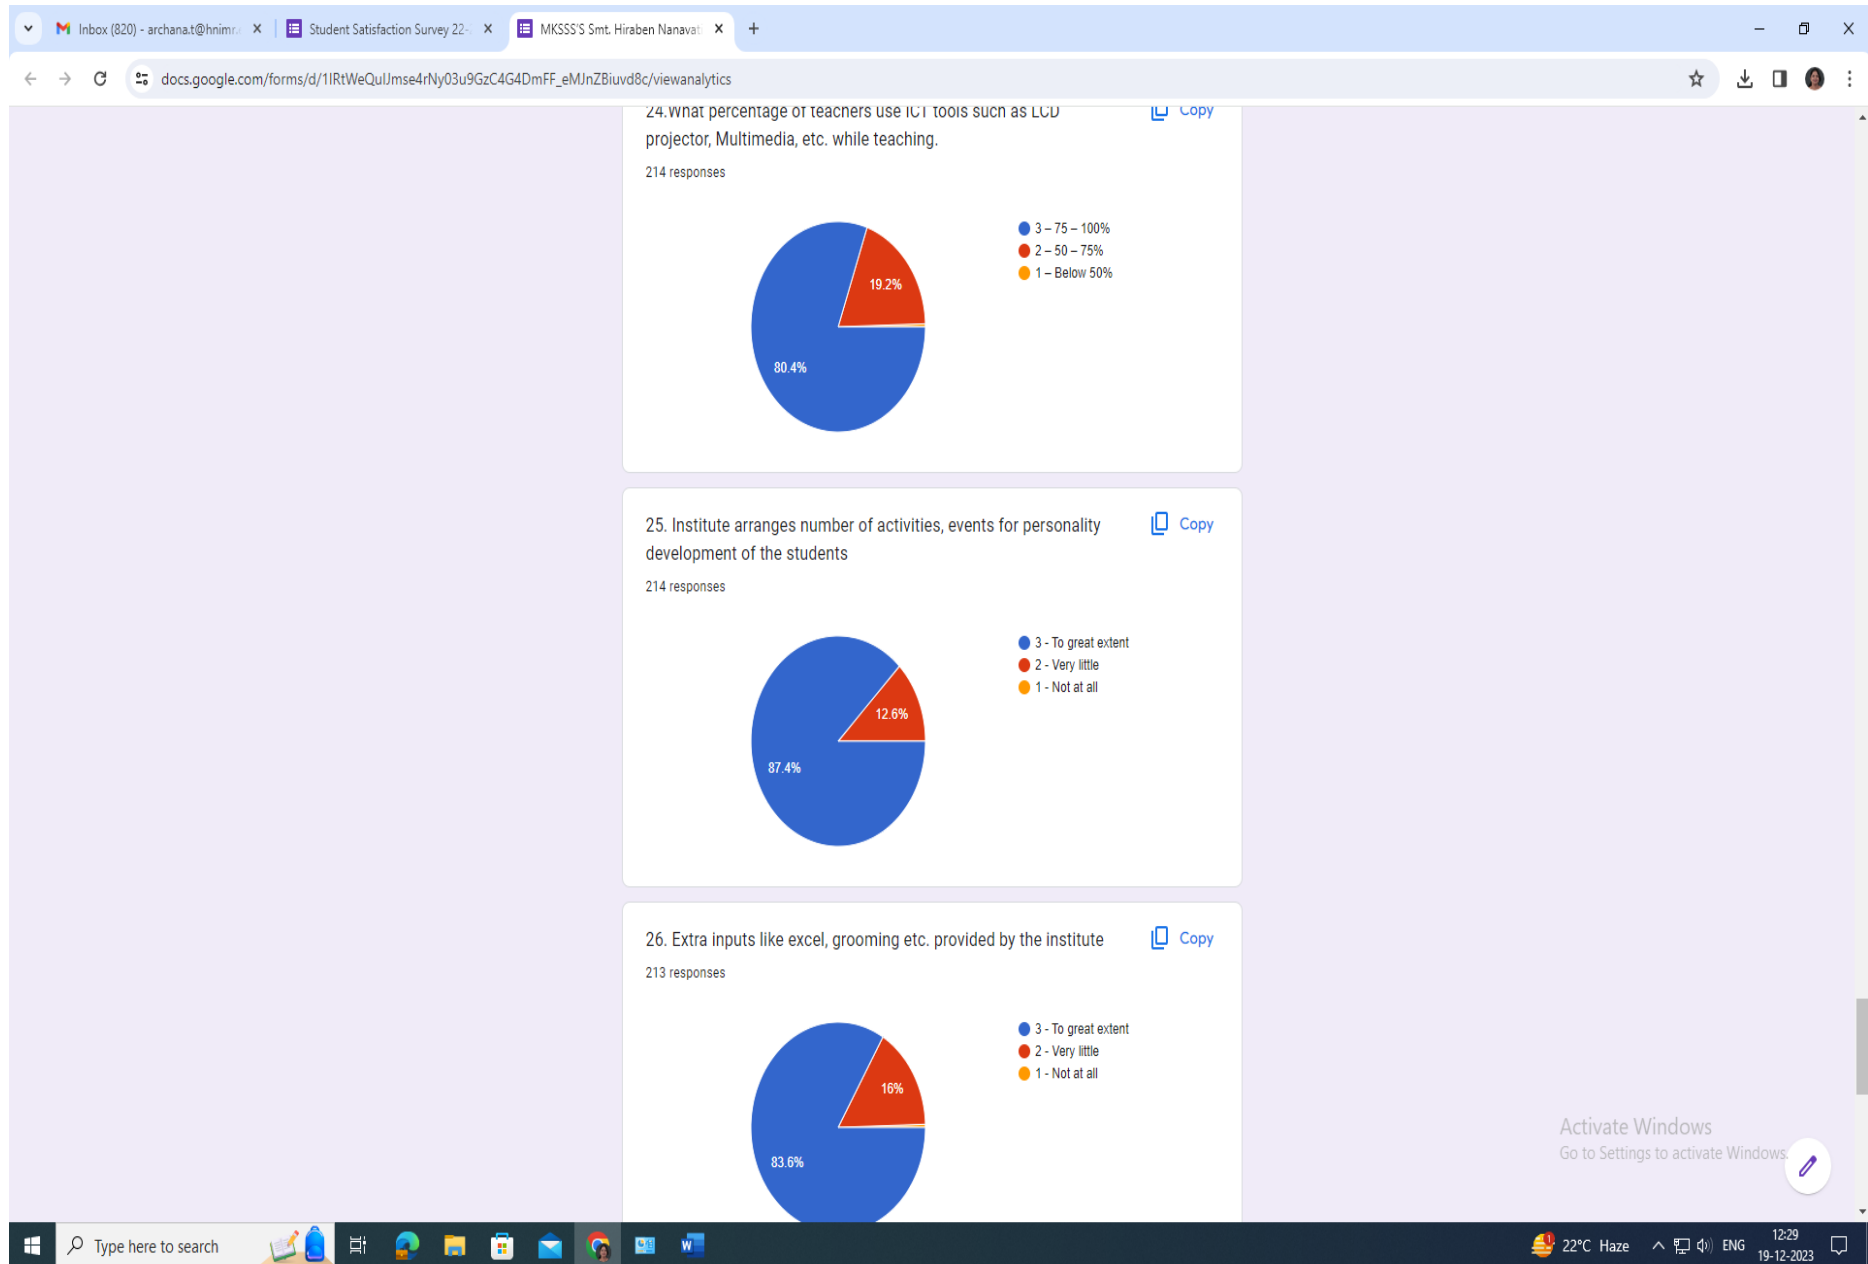 Inbox (820) - archana.t@hnimr.
Student Satisfaction Survey 22-
MKSSS'S Smt. Hiraben Nanavat
docs.google.com/forms/d/1IRtWeQulJmse4rNy03u9GzC4G4DmFF_eMJnZBiuvd8c/viewanalytics
24.What percentage of teachers use ICT tools such as LCD
projector, Multimedia, etc. while teaching.
Copy
214 responses
3 – 75 – 100%
2 – 50 – 75%
1 – Below 50%
19.2%
80.4%
25. Institute arranges number of activities, events for personality
development of the students
Copy
214 responses
3 - To great extent
2 - Very little
1 - Not at all
12.6%
87.4%
26. Extra inputs like excel, grooming etc. provided by the institute
Copy
213 responses
3 - To great extent
2 - Very little
1 - Not at all
16%
83.6%
Activate Windows
Go to Settings to activate Windows.
Type here to search
1
22°C Haze
ENG
12:29
19-12-2023